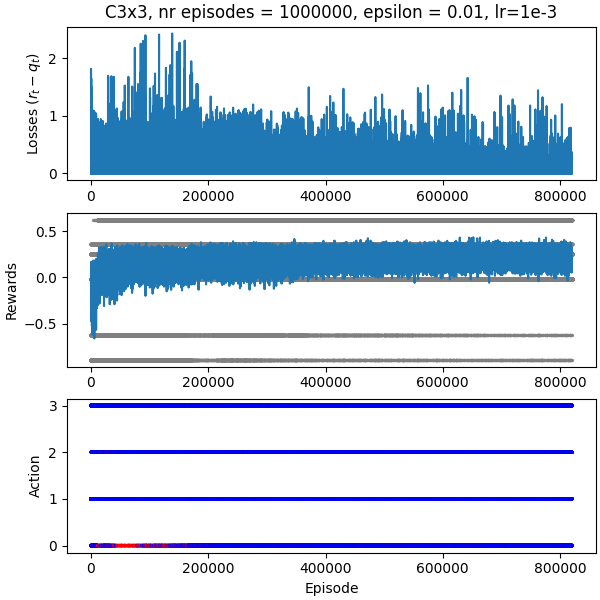 C3x3, nr episodes = 1000000, epsilon = 0.01, lr=1e-3
Losses (r_t − q_t)
2
1
0
0 200000 400000 600000 800000
Rewards
0.5
0.0
−0.5
0 200000 400000 600000 800000
Action
3
2
1
0
0 200000 400000 600000 800000
Episode